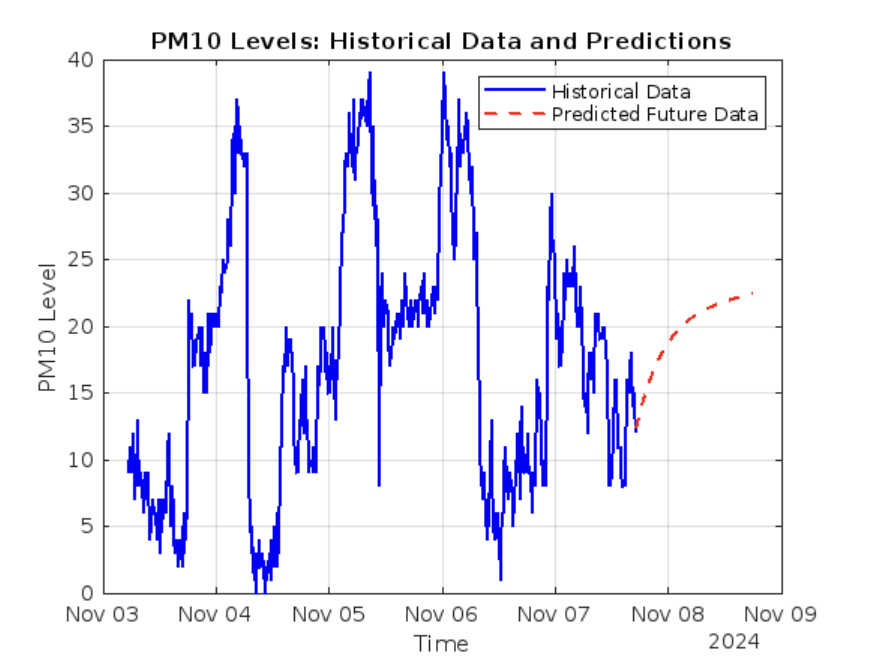 PM10 Levels: Historical Data and Predictions
Historical Data
Predicted Future Data
PM10 Level
40
35
30
25
20
15
10
5
0
Nov 03 Nov 04 Nov 05 Nov 06 Nov 07 Nov 08 Nov 09
Time
2024